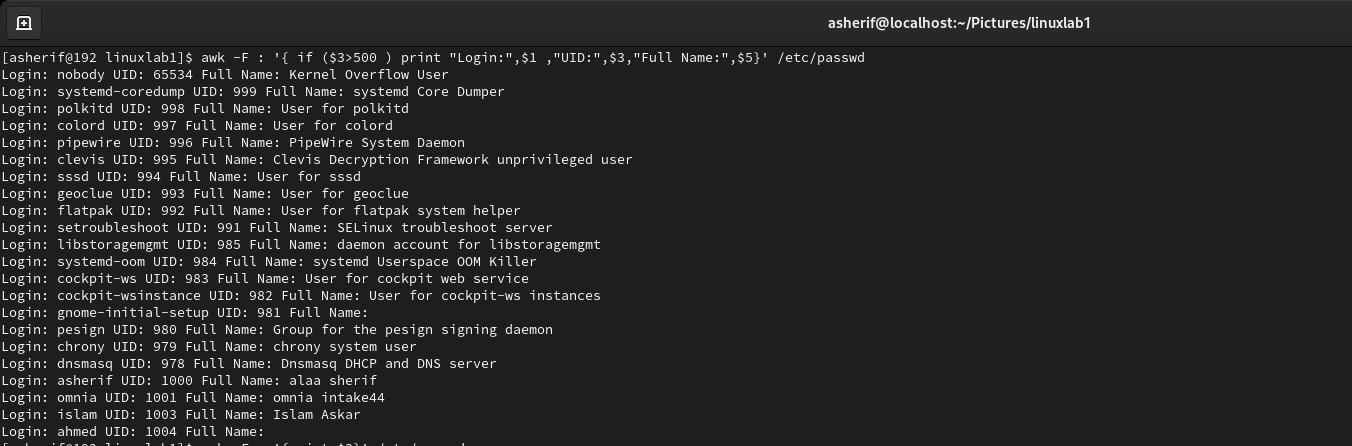 asherif@localhost:~/Pictures/linuxlab1
[asherif@192 linuxlab1]$ awk -F : '{ if ($3>500 ) print "Login:",$1 ,"UID:",$3,"Full Name:",$5}' /etc/passwd
Login: nobody UID: 65534 Full Name: Kernel Overflow User
Login: systemd-coredump UID: 999 Full Name: systemd Core Dumper
Login: polkitd UID: 998 Full Name: User for polkitd
Login: colord UID: 997 Full Name: User for colord
Login: pipewire UID: 996 Full Name: PipeWire System Daemon
Login: clevis UID: 995 Full Name: Clevis Decryption Framework unprivileged user
Login: sssd UID: 994 Full Name: User for sssd
Login: geoclue UID: 993 Full Name: User for geoclue
Login: flatpak UID: 992 Full Name: User for flatpak system helper
Login: setroubleshoot UID: 991 Full Name: SELinux troubleshoot server
Login: libstoragemgmt UID: 985 Full Name: daemon account for libstoragemgmt
Login: systemd-oom UID: 984 Full Name: systemd Userspace OOM Killer
Login: cockpit-ws UID: 983 Full Name: User for cockpit web service
Login: cockpit-wsinstance UID: 982 Full Name: User for cockpit-ws instances
Login: gnome-initial-setup UID: 981 Full Name:
Login: pesign UID: 980 Full Name: Group for the pesign signing daemon
Login: chrony UID: 979 Full Name: chrony system user
Login: dnsmasq UID: 978 Full Name: Dnsmasq DHCP and DNS server
Login: asherif UID: 1000 Full Name: alaa sherif
Login: omnia UID: 1001 Full Name: omnia intake44
Login: islam UID: 1003 Full Name: Islam Askar
Login: ahmed UID: 1004 Full Name: